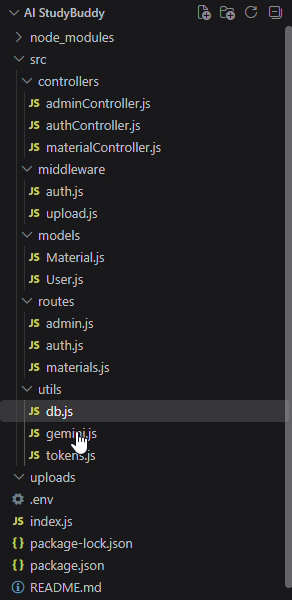 AI StudyBuddy
node_modules
src
controllers
JS adminController.js
JS authController.js
JS materialController.js
middleware
JS auth.js
JS upload.js
models
JS Material.js
JS User.js
routes
JS admin.js
JS auth.js
JS materials.js
utils
JS db.js
JS gemini.js
JS tokens.js
uploads
.env
JS index.js
{} package-lock.json
{} package.json
README.md